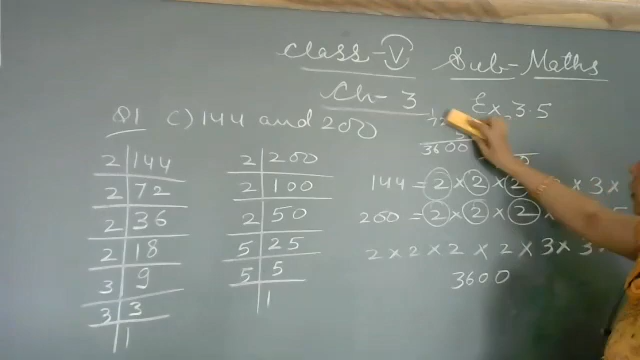 Class-V Sub-Maths
Ch-3
Ex. 3.5
Q1 C) 144 and 200
3600
2 | 144
2 | 72
2 | 36
2 | 18
3 | 9
3 | 3
1
2 | 200
2 | 100
2 | 50
5 | 25
5 | 5
1
144 = 2 × 2 × 2 × 3 ×
200 = 2 × 2 × 2 ×
2 × 2 × 2 × 2 × 3 × 3
3600